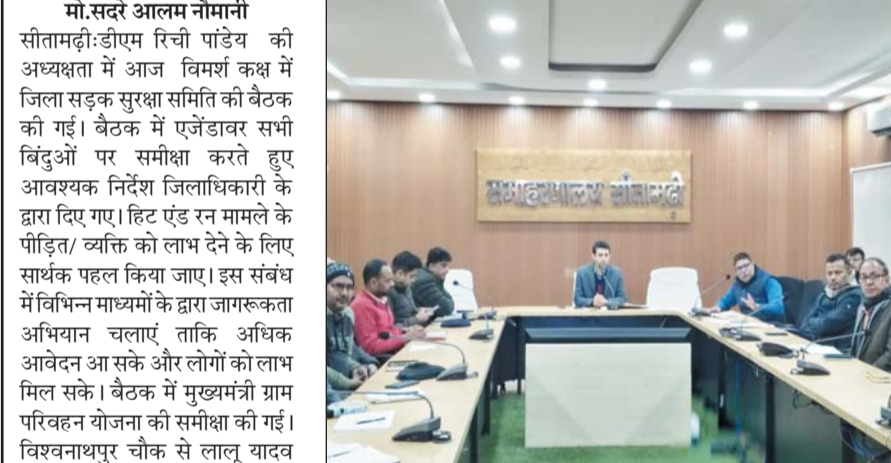 मो.सदरे आलम नौमानी
सीतामढ़ीःडीएम रिची पांडेय की
अध्यक्षता में आज विमर्श कक्ष में
जिला सड़क सुरक्षा समिति की बैठक
की गई। बैठक में एजेंडावर सभी
बिंदुओं पर समीक्षा करते हुए
आवश्यक निर्देश जिलाधिकारी के
द्वारा दिए गए। हिट एंड रन मामले के
पीड़ित/ व्यक्ति को लाभ देने के लिए
सार्थक पहल किया जाए। इस संबंध
में विभिन्न माध्यमों के द्वारा जागरूकता
अभियान चलाएं ताकि अधिक
आवेदन आ सके और लोगों को लाभ
मिल सके। बैठक में मुख्यमंत्री ग्राम
परिवहन योजना की समीक्षा की गई।
विश्वनाथपुर चौक से लालू यादव
समाहरणालय सीतामढ़ी